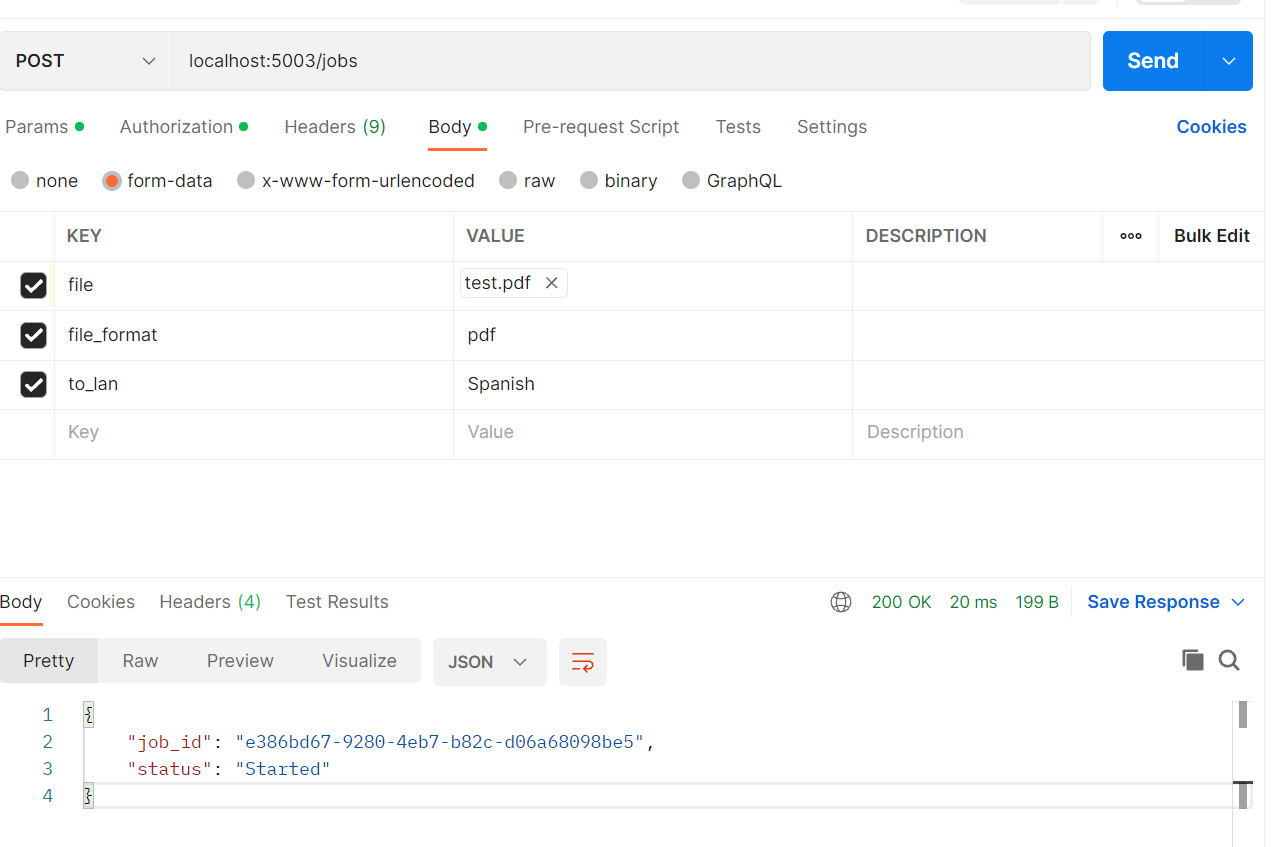 POST localhost:5003/jobs Send
Params Authorization Headers (9) Body Pre-request Script Tests Settings Cookies
none form-data x-www-form-urlencoded raw binary GraphQL
KEY VALUE DESCRIPTION ooo Bulk Edit
file test.pdf
file_format pdf
to_lan Spanish
Key Value Description
Body Cookies Headers (4) Test Results 200 OK 20 ms 199 B Save Response
Pretty Raw Preview Visualize JSON
1 {
2 "job_id": "e386bd67-9280-4eb7-b82c-d06a68098be5",
3 "status": "Started"
4 }